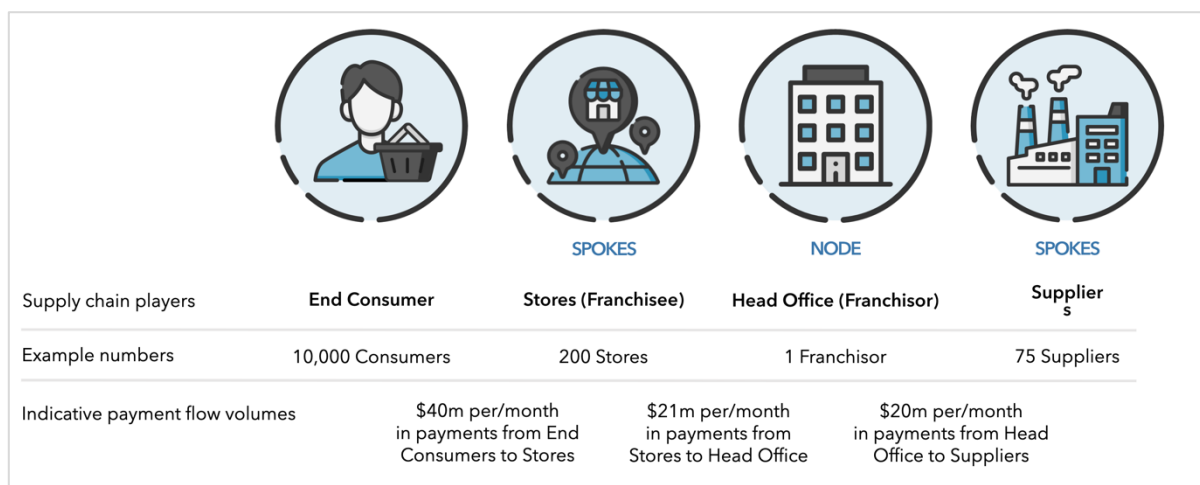 SPOKES
NODE
SPOKES
Supply chain players
End Consumer
Stores (Franchisee)
Head Office (Franchisor)
Supplier
s
Example numbers
10,000 Consumers
200 Stores
1 Franchisor
75 Suppliers
Indicative payment flow volumes
$40m per/month
in payments from End
Consumers to Stores
$21m per/month
in payments from
Stores to Head Office
$20m per/month
in payments from Head
Office to Suppliers